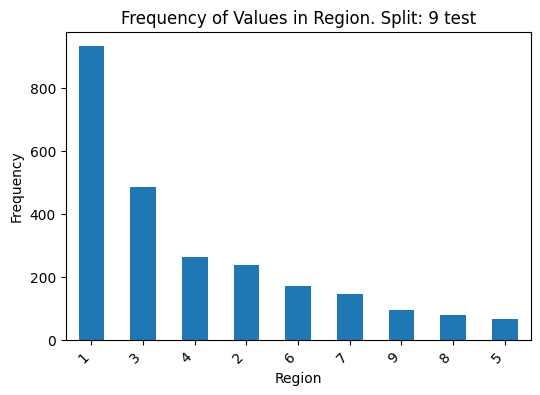 Frequency of Values in Region. Split: 9 test
Frequency
800
600
400
200
0
1 3 4 2 6 7 9 8 5
Region